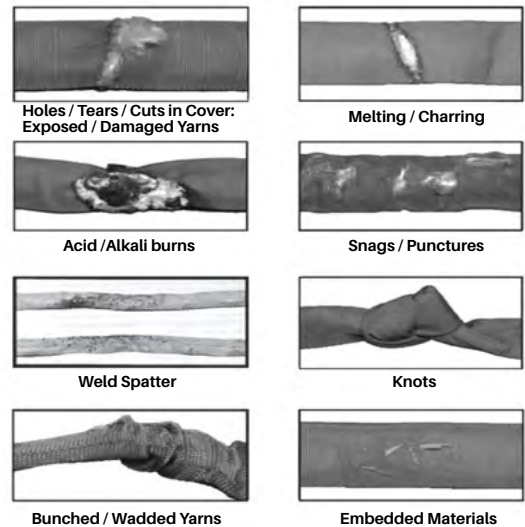 Holes / Tears / Cuts in Cover:
Exposed / Damaged Yarns
Melting / Charring
Acid /Alkali burns
Snags / Punctures
Weld Spatter
Knots
Bunched / Wadded Yarns
Embedded Materials